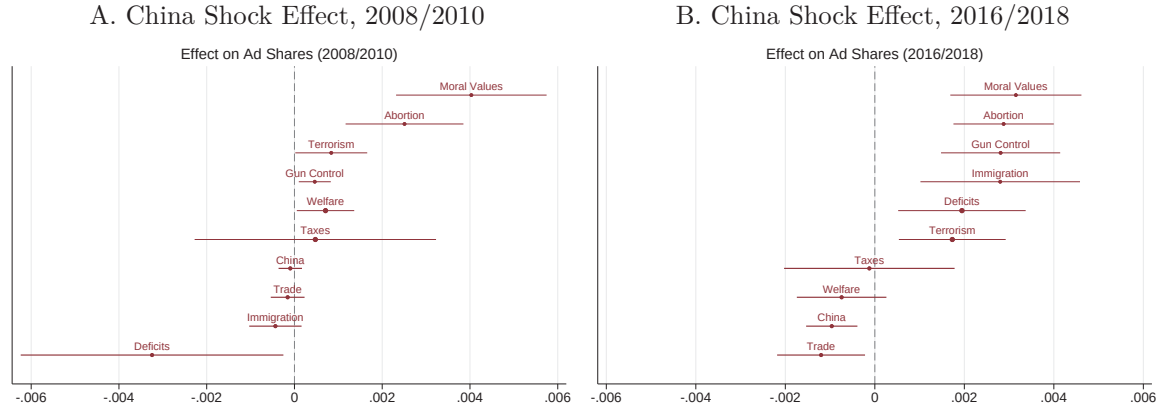 A. China Shock Effect, 2008/2010
Effect on Ad Shares (2008/2010)
Moral Values
Abortion
Terrorism
Gun Control
Welfare
Taxes
China
Trade
Immigration
Deficits
-.006 -.004 -.002 0 .002 .004 .006
B. China Shock Effect, 2016/2018
Effect on Ad Shares (2016/2018)
Moral Values
Abortion
Gun Control
Immigration
Deficits
Terrorism
Taxes
Welfare
China
Trade
-.006 -.004 -.002 0 .002 .004 .006